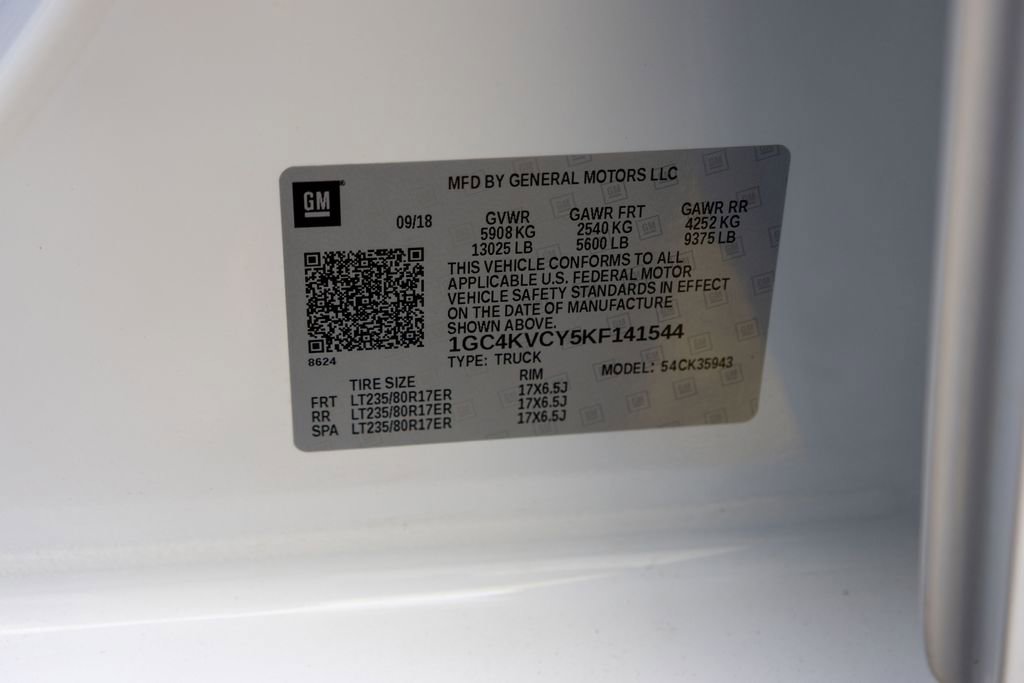 GM
MFD BY GENERAL MOTORS LLC
09/18
GVWR
5908 KG
13025 LB
GAWR FRT
2540 KG
5600 LB
GAWR RR
4252 KG
9375 LB
THIS VEHICLE CONFORMS TO ALL
APPLICABLE U.S. FEDERAL MOTOR
VEHICLE SAFETY STANDARDS IN EFFECT
ON THE DATE OF MANUFACTURE
SHOWN ABOVE.
1GC4KVCY5KF141544
8624
TYPE: TRUCK
MODEL: 54CK35943
TIRE SIZE RIM
FRT LT235/80R17ER 17X6.5J
RR LT235/80R17ER 17X6.5J
SPA LT235/80R17ER 17X6.5J